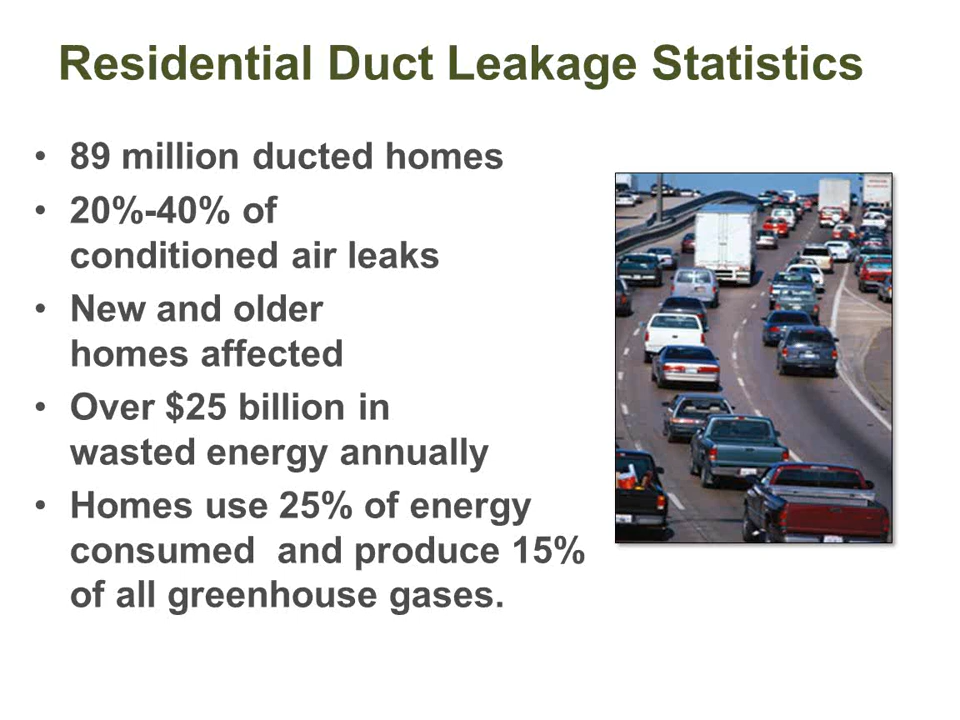 Residential Duct Leakage Statistics
• 89 million ducted homes
• 20%-40% of
conditioned air leaks
• New and older
homes affected
• Over $25 billion in
wasted energy annually
• Homes use 25% of energy
consumed  and produce 15%
of all greenhouse gases.